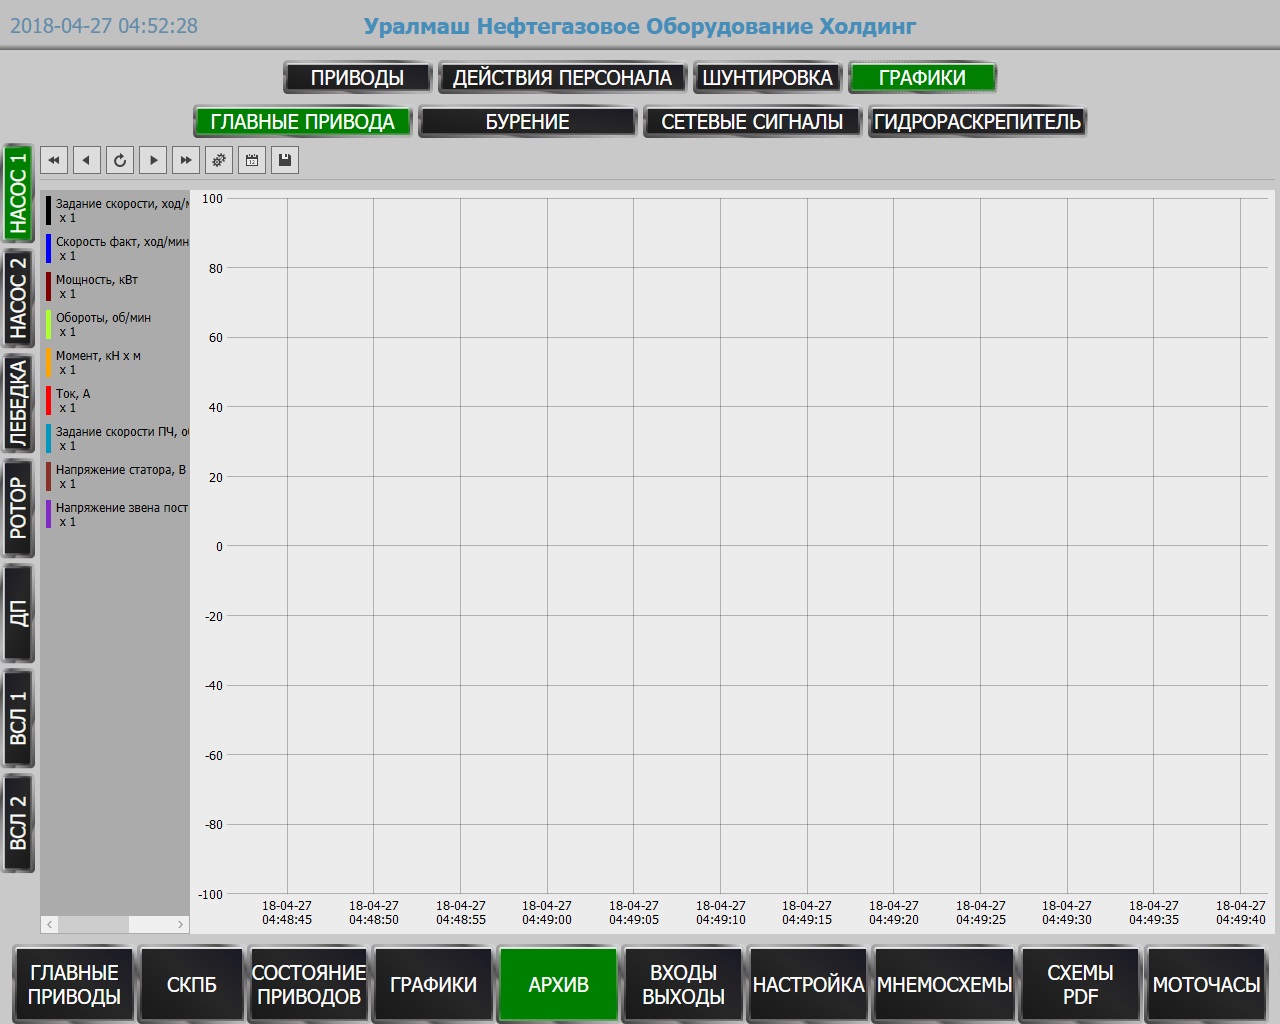 2018-04-27 04:52:28
Уралмаш Нефтегазовое Оборудование Холдинг
ПРИВОДЫ
ДЕЙСТВИЯ ПЕРСОНАЛА
ШУНТИРОВКА
ГРАФИКИ
ГЛАВНЫЕ ПРИВОДА
БУРЕНИЕ
СЕТЕВЫЕ СИГНАЛЫ
ГИДРОРАСКРЕПИТЕЛЬ
НАСОС 1
НАСОС 2
ЛЕБЕДКА
РОТОР
ДП
ВСЛ 1
ВСЛ 2
12
Задание скорости, ход/м
x 1
Скорость факт, ход/мин
x 1
Мощность, кВт
x 1
Обороты, об/мин
x 1
Момент, кН x м
x 1
Ток, А
x 1
Задание скорости ПЧ, об
x 1
Напряжение статора, В
x 1
Напряжение звена пост
x 1
100
80
60
40
20
0
-20
-40
-60
-80
-100
18-04-27
04:48:45
18-04-27
04:48:50
18-04-27
04:48:55
18-04-27
04:49:00
18-04-27
04:49:05
18-04-27
04:49:10
18-04-27
04:49:15
18-04-27
04:49:20
18-04-27
04:49:25
18-04-27
04:49:30
18-04-27
04:49:35
18-04-27
04:49:40
ГЛАВНЫЕ
ПРИВОДЫ
СКПБ
СОСТОЯНИЕ
ПРИВОДОВ
ГРАФИКИ
АРХИВ
ВХОДЫ
ВЫХОДЫ
НАСТРОЙКА
МНЕМОСХЕМЫ
СХЕМЫ
PDF
МОТОЧАСЫ